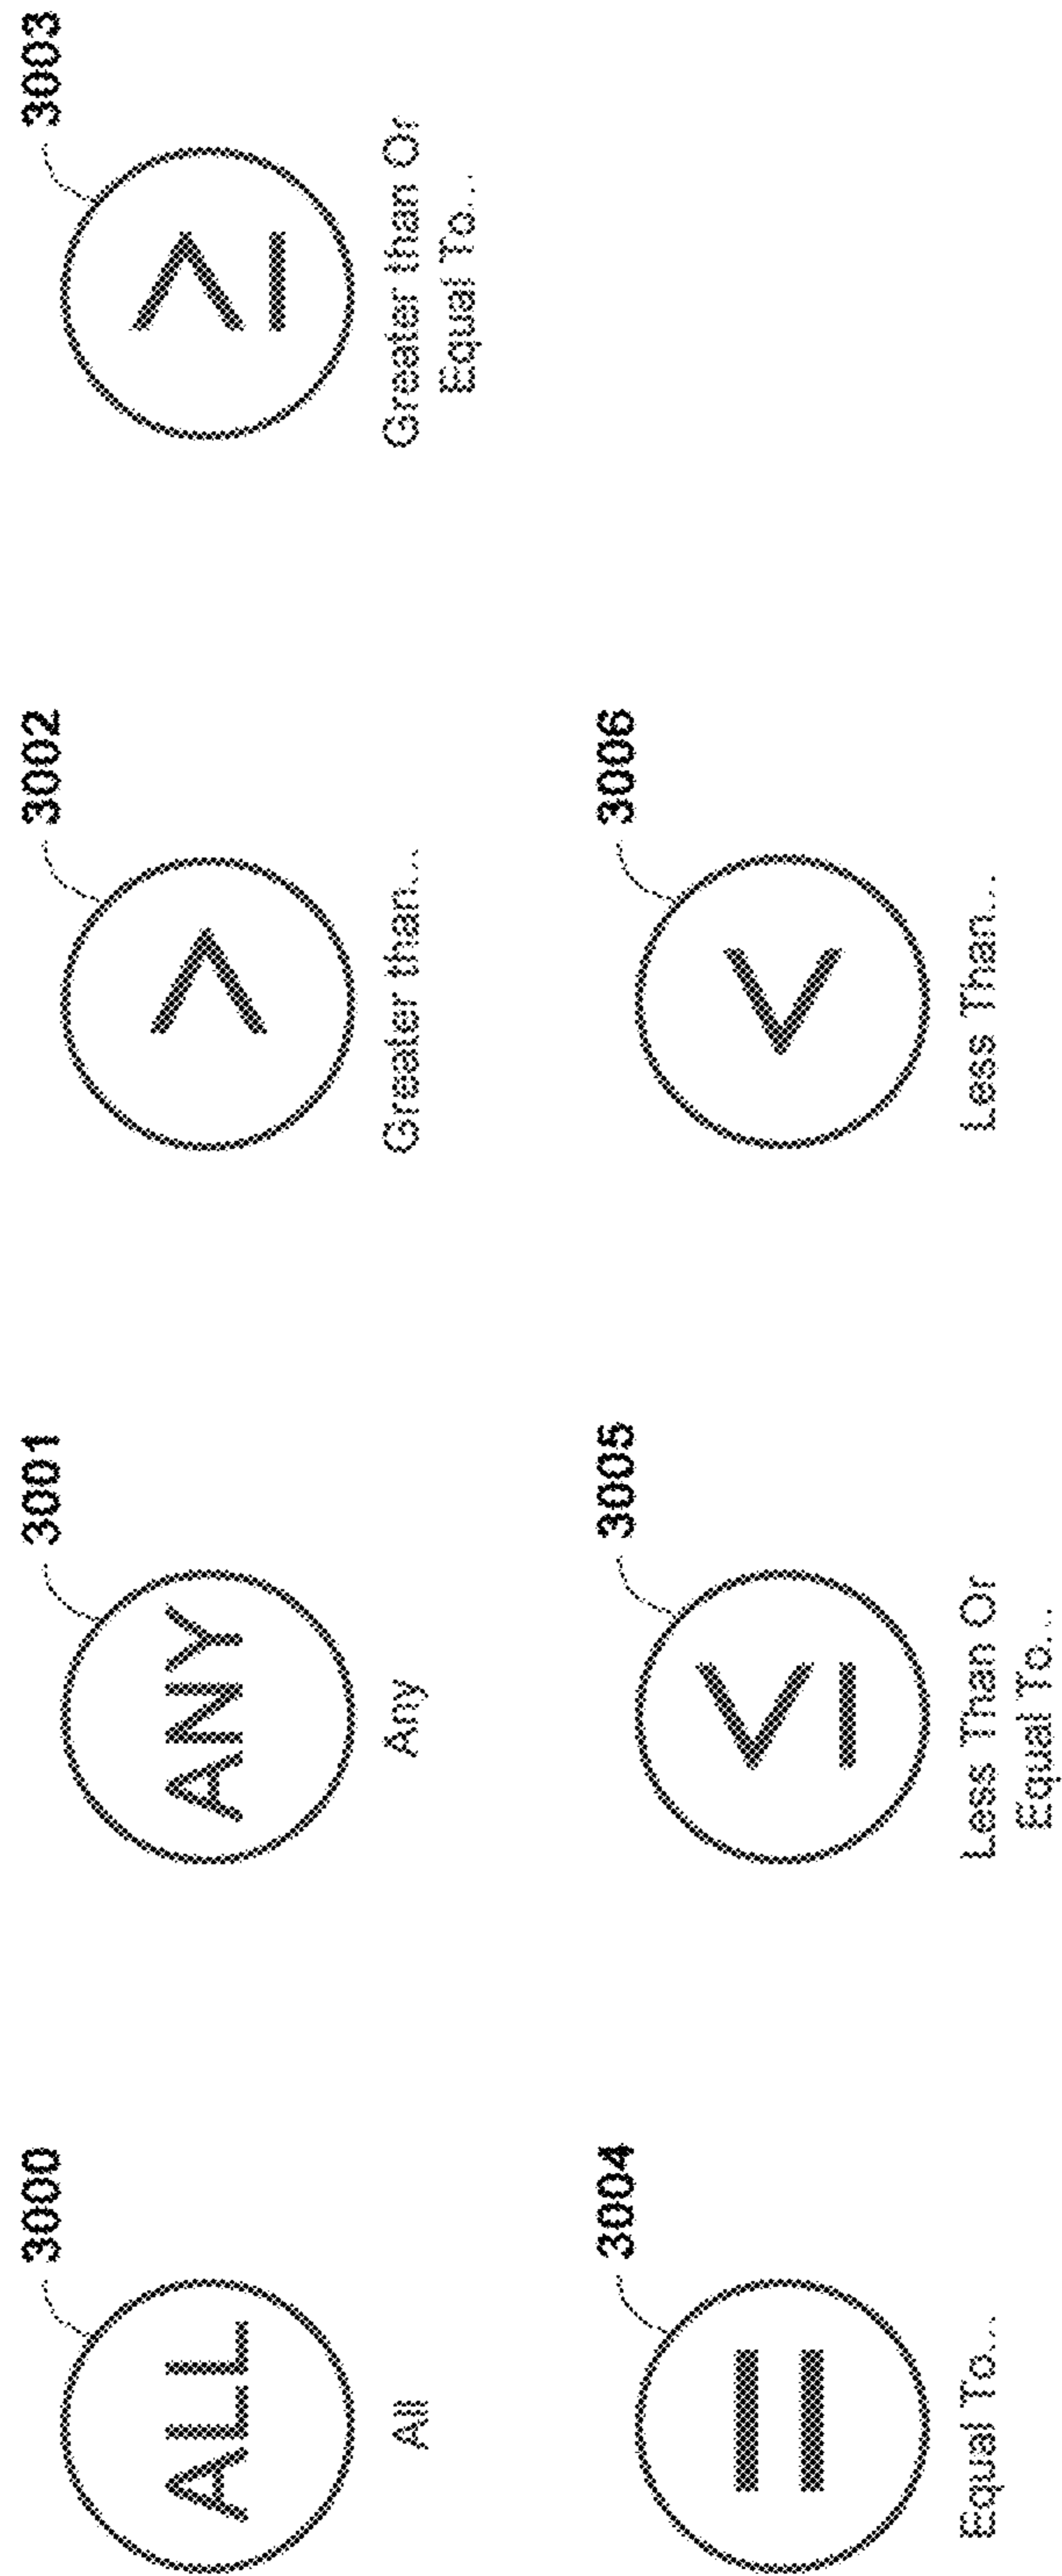 3000
ALL
All
3001
ANY
Any
3002
>
Greater than...
3003
≥
Greater than Or
Equal To...
3004
=
Equal To...
3005
≤
Less Than Or
Equal To...
3006
<
Less Than...